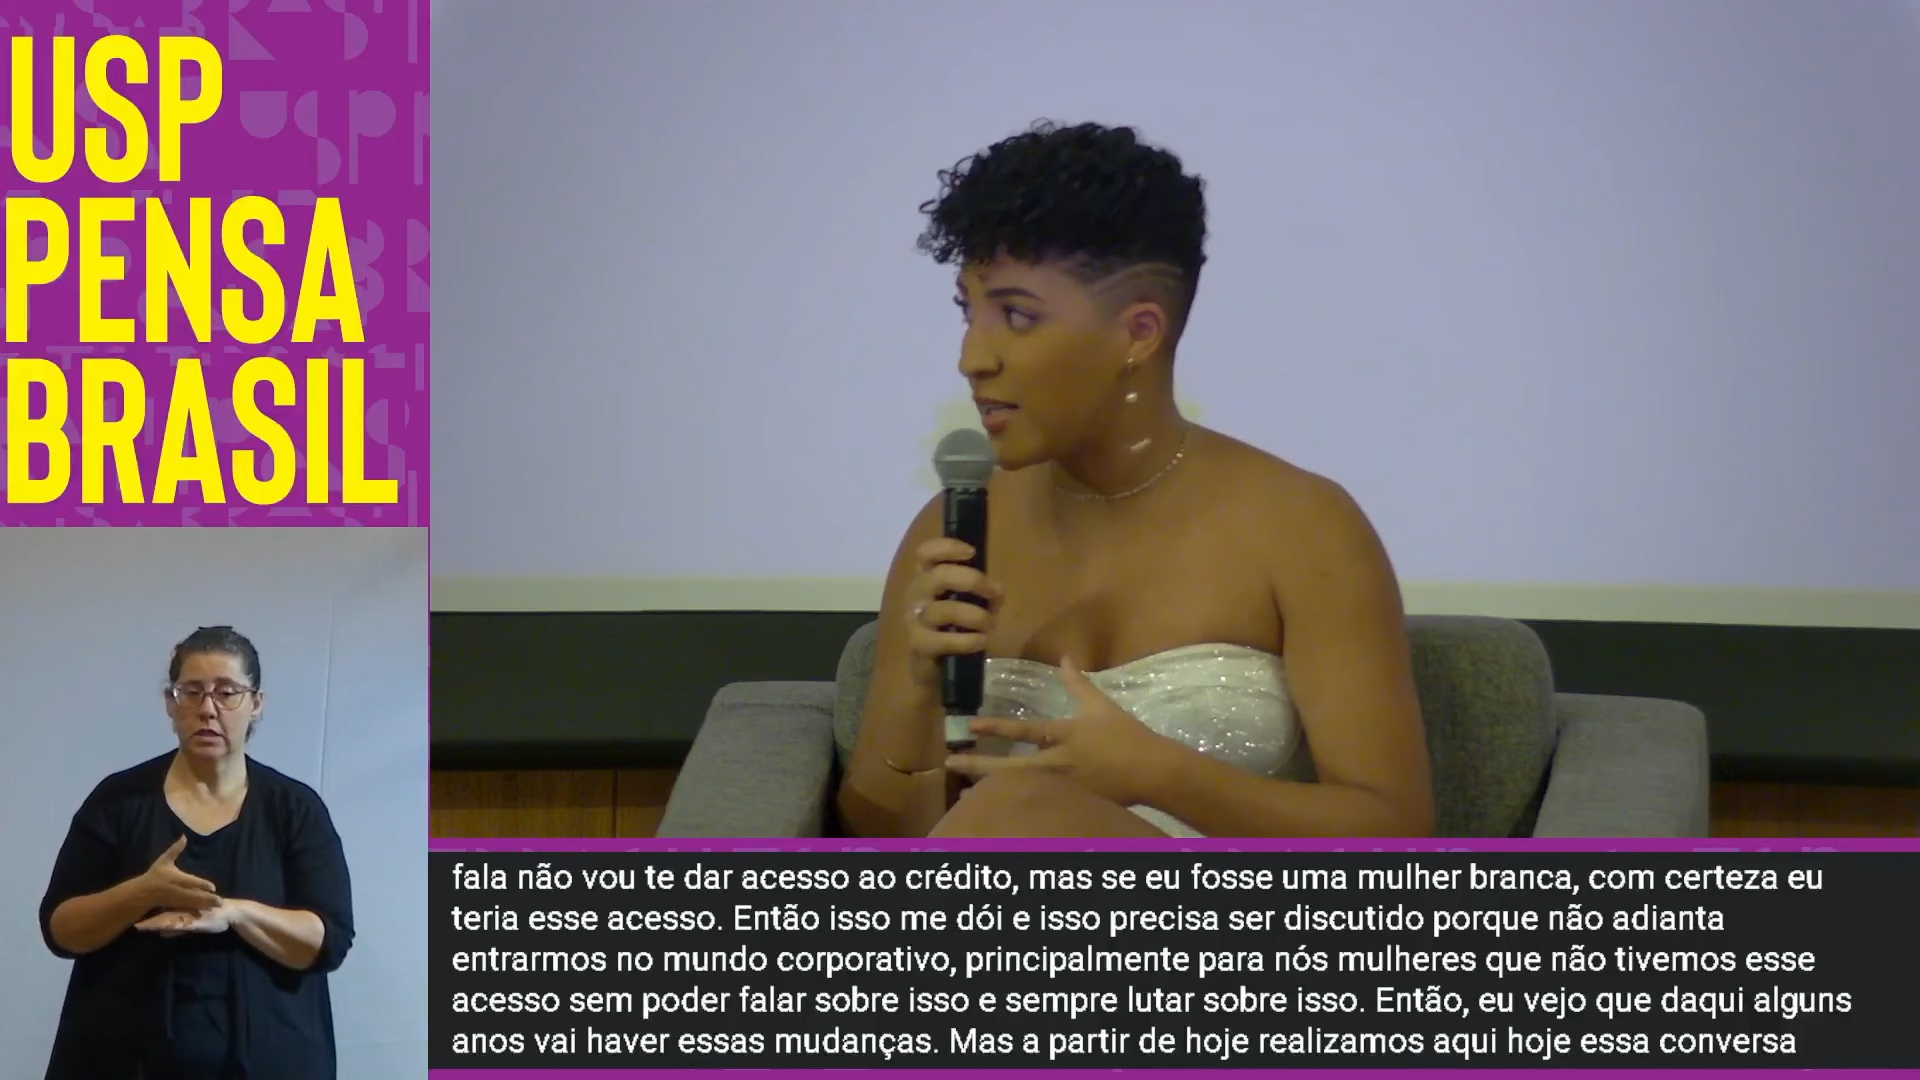 USP
PENSA
BRASIL
fala não vou te dar acesso ao crédito, mas se eu fosse uma mulher branca, com certeza eu
teria esse acesso. Então isso me dói e isso precisa ser discutido porque não adianta
entrarmos no mundo corporativo, principalmente para nós mulheres que não tivemos esse
acesso sem poder falar sobre isso e sempre lutar sobre isso. Então, eu vejo que daqui alguns
anos vai haver essas mudanças. Mas a partir de hoje realizamos aqui hoje essa conversa